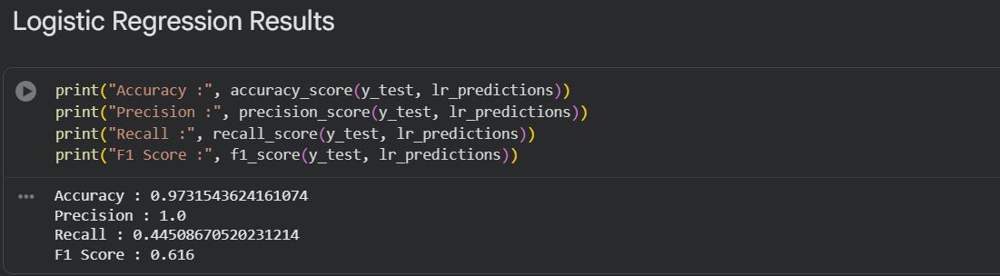 Logistic Regression Results
print("Accuracy :", accuracy_score(y_test, lr_predictions))
print("Precision :", precision_score(y_test, lr_predictions))
print("Recall :", recall_score(y_test, lr_predictions))
print("F1 Score :", f1_score(y_test, lr_predictions))
Accuracy : 0.9731543624161074
Precision : 1.0
Recall : 0.44508670520231214
F1 Score : 0.616